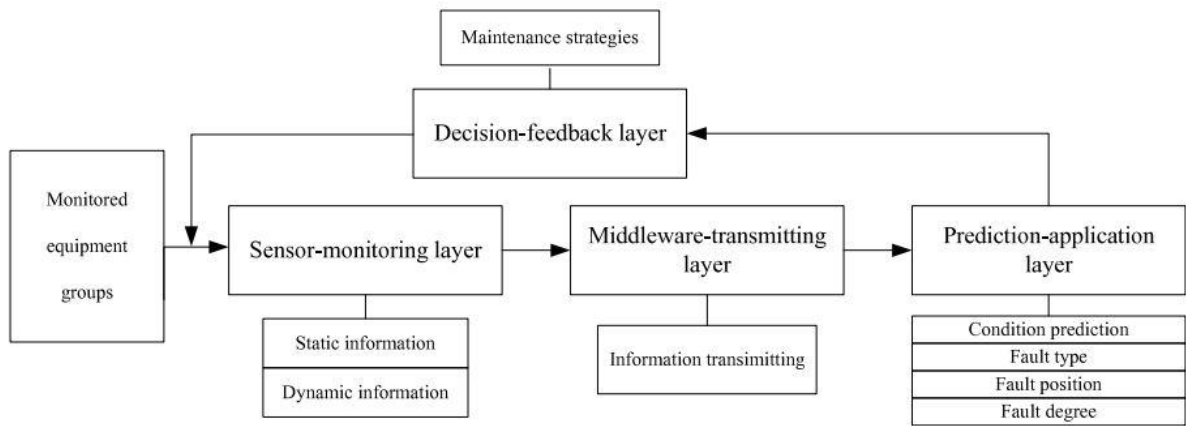 Maintenance strategies
Decision-feedback layer
Monitored
equipment
groups
Sensor-monitoring layer
Middleware-transmitting
layer
Prediction-application
layer
Static information
Dynamic information
Information transimitting
Condition prediction
Fault type
Fault position
Fault degree